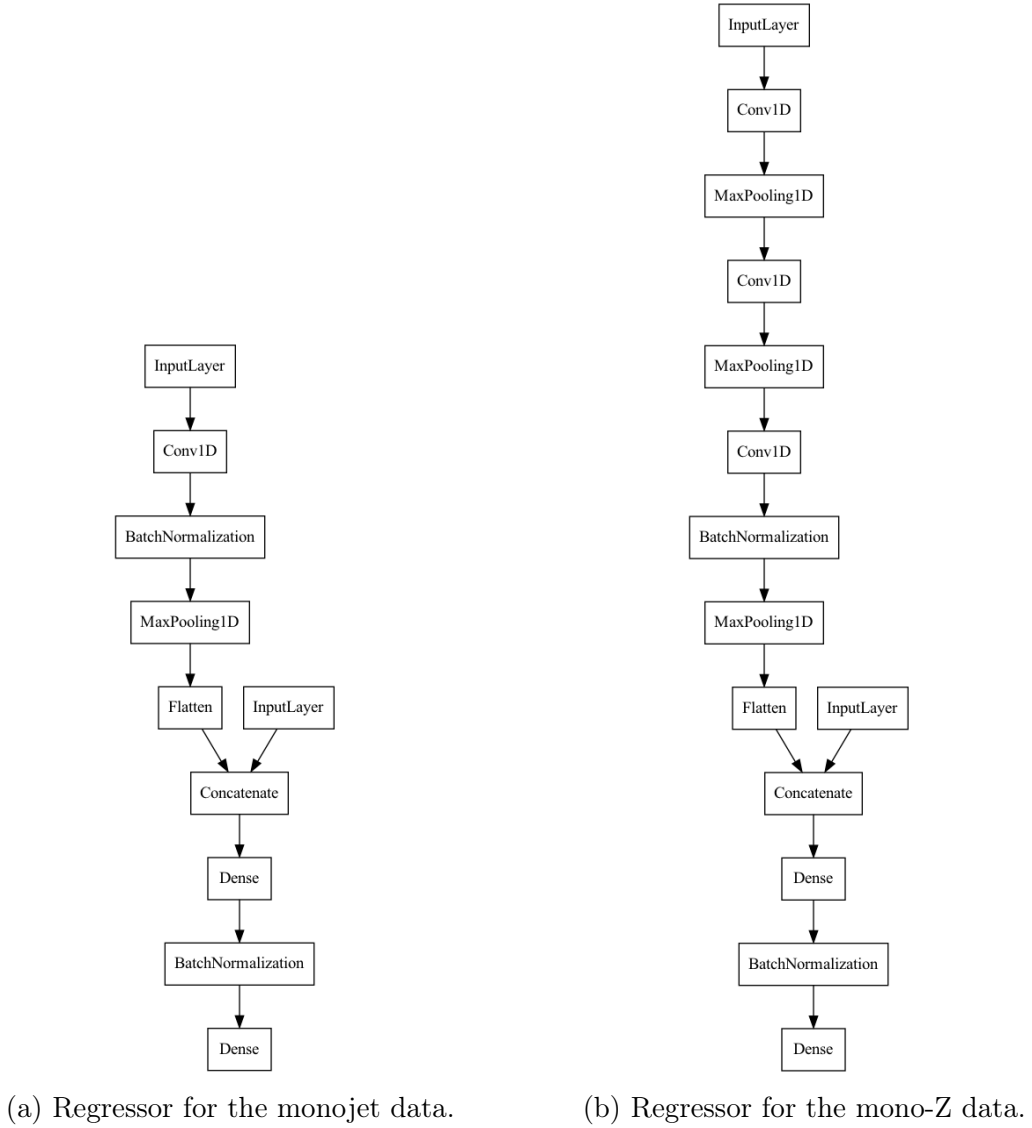 InputLayer
Conv1D
BatchNormalization
MaxPooling1D
Flatten InputLayer
Concatenate
Dense
BatchNormalization
Dense
(a) Regressor for the monojet data.
InputLayer
Conv1D
MaxPooling1D
Conv1D
MaxPooling1D
Conv1D
BatchNormalization
MaxPooling1D
Flatten InputLayer
Concatenate
Dense
BatchNormalization
Dense
(b) Regressor for the mono-Z data.